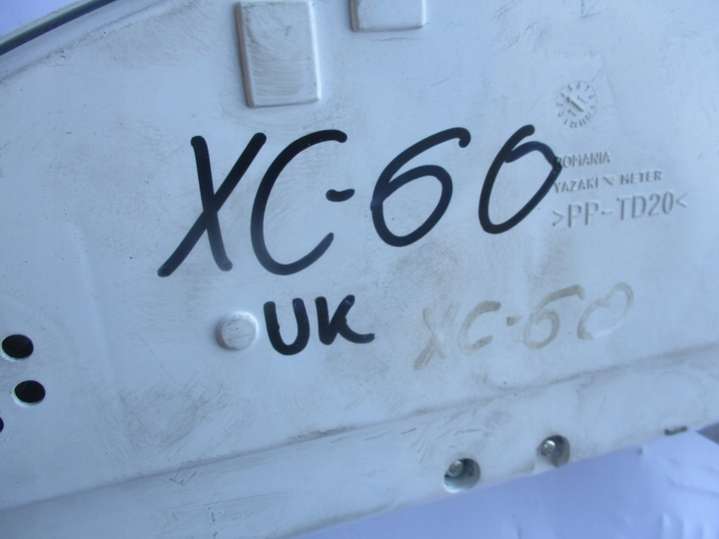 ROMANIA
YAZAKI METER
>PP-TD20<
XC-60
UK
XC-60